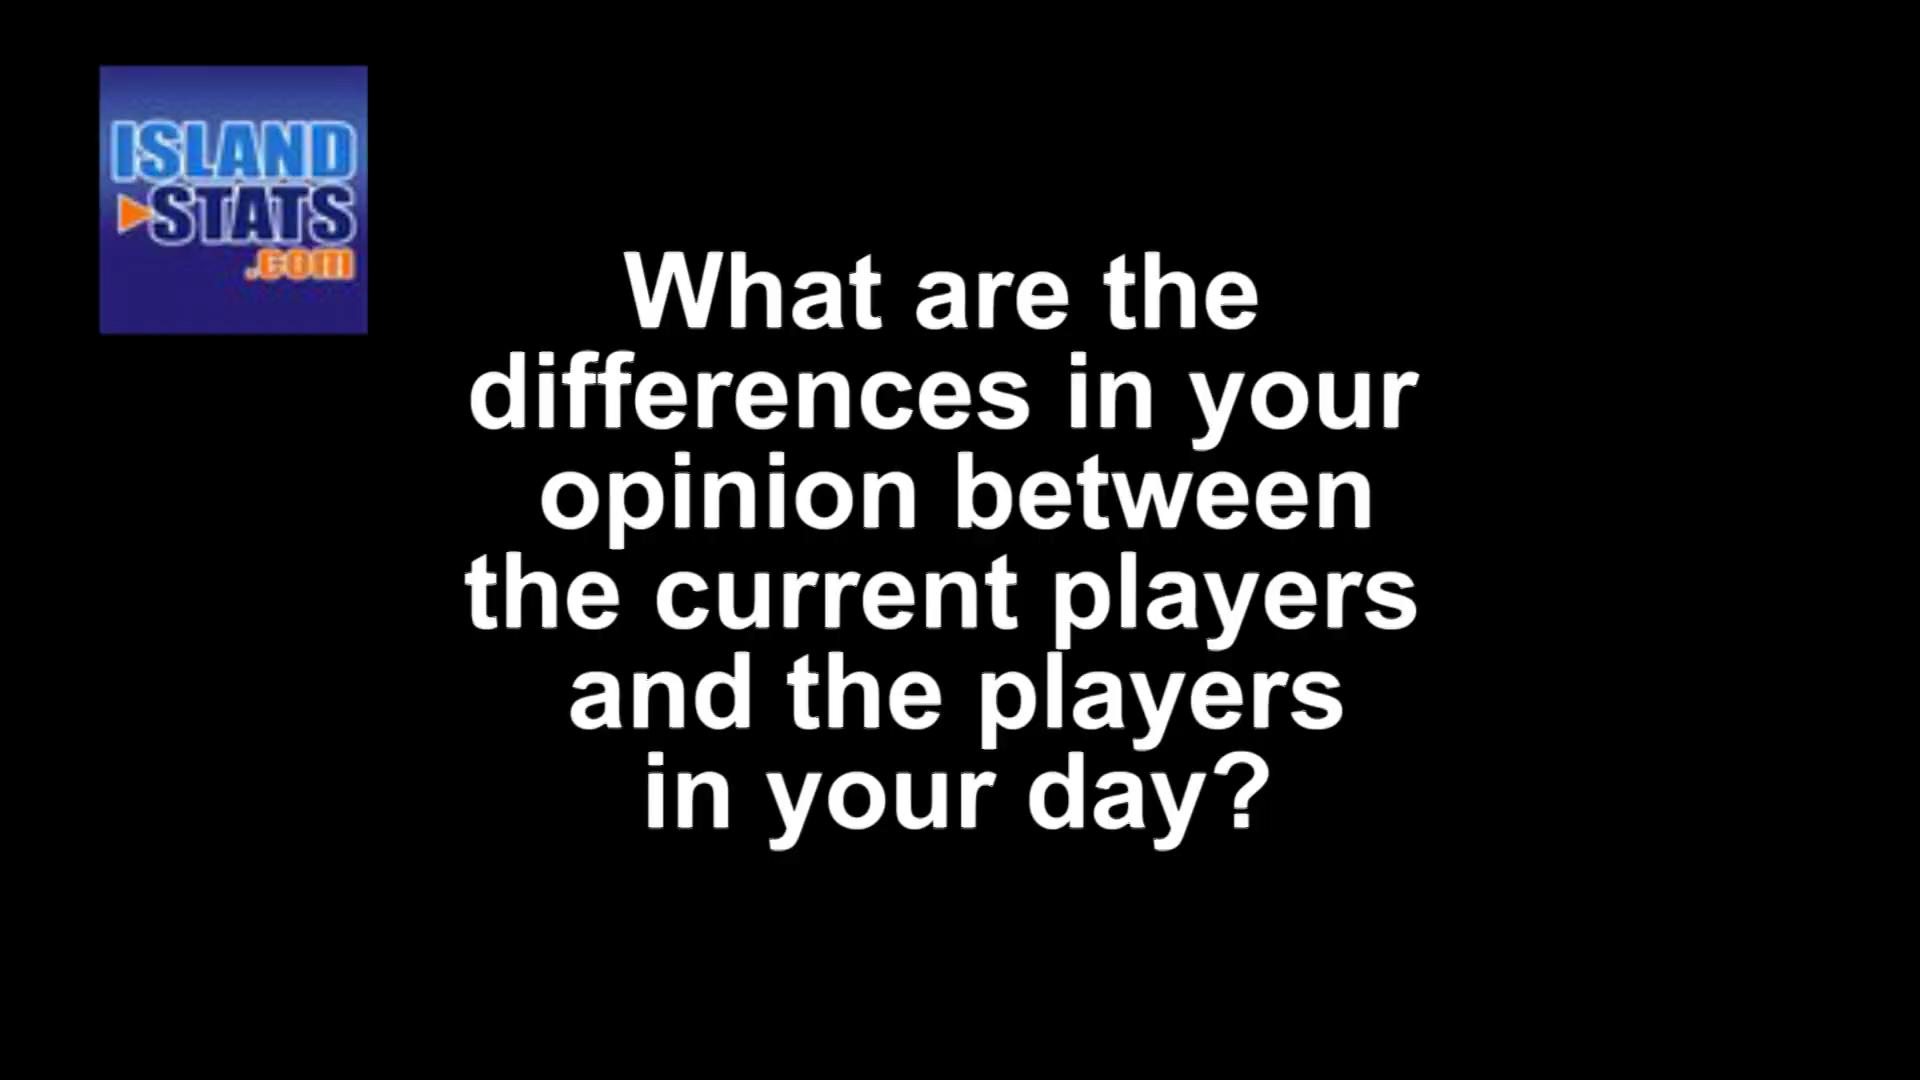 ISLAND
STATS
.com
What are the
differences in your
opinion between
the current players
and the players
in your day?